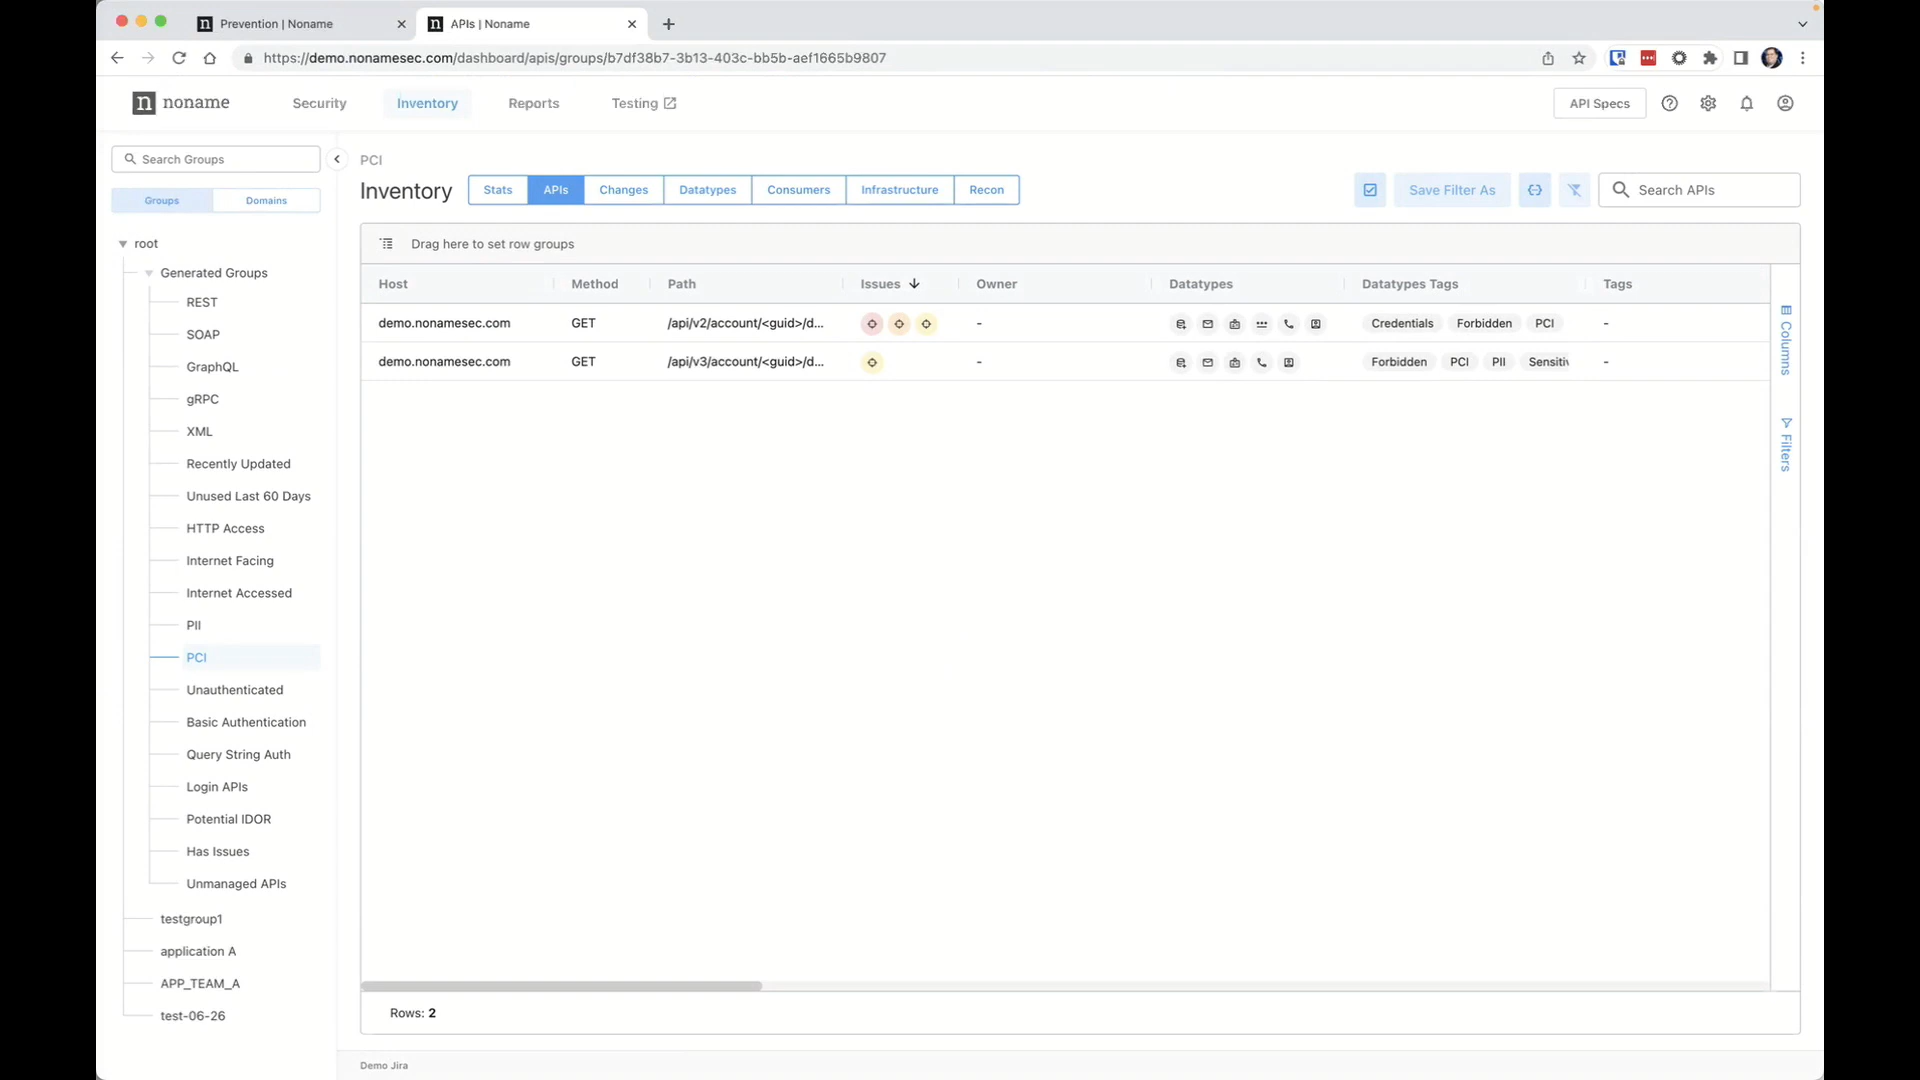 Prevention | Noname
APIs | Noname
https://demo.nonamesec.com/dashboard/apis/groups/b7df38b7-3b13-403c-bb5b-aef1665b9807
n noname
Security
Inventory
Reports
Testing
API Specs
Search Groups
Groups
Domains
root
Generated Groups
REST
SOAP
GraphQL
gRPC
XML
Recently Updated
Unused Last 60 Days
HTTP Access
Internet Facing
Internet Accessed
PII
PCI
Unauthenticated
Basic Authentication
Query String Auth
Login APIs
Potential IDOR
Has Issues
Unmanaged APIs
testgroup1
application A
APP_TEAM_A
test-06-26
PCI
Inventory
Stats
APIs
Changes
Datatypes
Consumers
Infrastructure
Recon
Save Filter As
Search APIs
Drag here to set row groups
Host Method Path Issues Owner Datatypes Datatypes Tags Tags
demo.nonamesec.com GET /api/v2/account/<guid>/d... - Credentials Forbidden PCI -
demo.nonamesec.com GET /api/v3/account/<guid>/d... - Forbidden PCI PII Sensitiv -
Columns
Filters
Rows: 2
Demo Jira